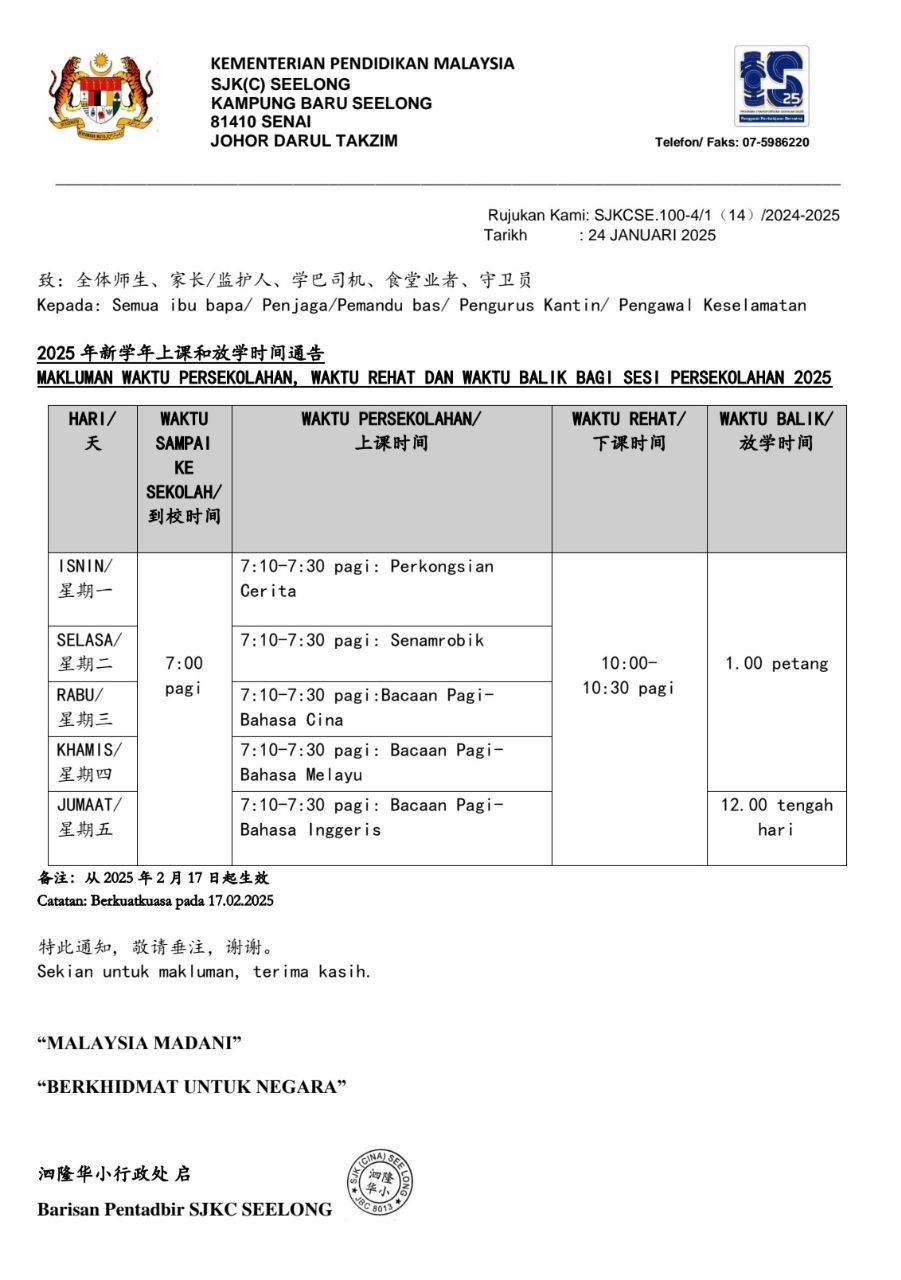 KEMENTERIAN PENDIDIKAN MALAYSIA
SJK(C) SEELONG
KAMPUNG BARU SEELONG
81410 SENAI
JOHOR DARUL TAKZIM
25
Telefon/ Faks: 07-5986220
Rujukan Kami: SJKCSE.100-4/1（14）/2024-2025
Tarikh : 24 JANUARI 2025
致：全体师生、家长/监护人、学巴司机、食堂业者、守卫员
Kepada: Semua ibu bapa/ Penjaga/Pemandu bas/ Pengurus Kantin/ Pengawal Keselamatan
2025 年新学年上课和放学时间通告
MAKLUMAN WAKTU PERSEKOLAHAN, WAKTU REHAT DAN WAKTU BALIK BAGI SESI PERSEKOLAHAN 2025
HARI/
天
WAKTU
SAMPAI
KE
SEKOLAH/
到校时间
WAKTU PERSEKOLAHAN/
上课时间
WAKTU REHAT/
下课时间
WAKTU BALIK/
放学时间
ISNIN/
星期一
7:00
pagi
7:10-7:30 pagi: Perkongsian
Cerita
10:00-
10:30 pagi
1.00 petang
SELASA/
星期二
7:10-7:30 pagi: Senamrobik
RABU/
星期三
7:10-7:30 pagi:Bacaan Pagi-
Bahasa Cina
KHAMIS/
星期四
7:10-7:30 pagi: Bacaan Pagi-
Bahasa Melayu
JUMAAT/
星期五
7:10-7:30 pagi: Bacaan Pagi-
Bahasa Inggeris
12.00 tengah
hari
备注：从 2025 年 2 月 17 日起生效
Catatan: Berkuatkuasa pada 17.02.2025
特此通知，敬请垂注，谢谢。
Sekian untuk makluman, terima kasih.
“MALAYSIA MADANI”
“BERKHIDMAT UNTUK NEGARA”
泗隆华小行政处 启
Barisan Pentadbir SJKC SEELONG
SJK (CINA) SEE LONG
泗隆
华小
JBC 8013